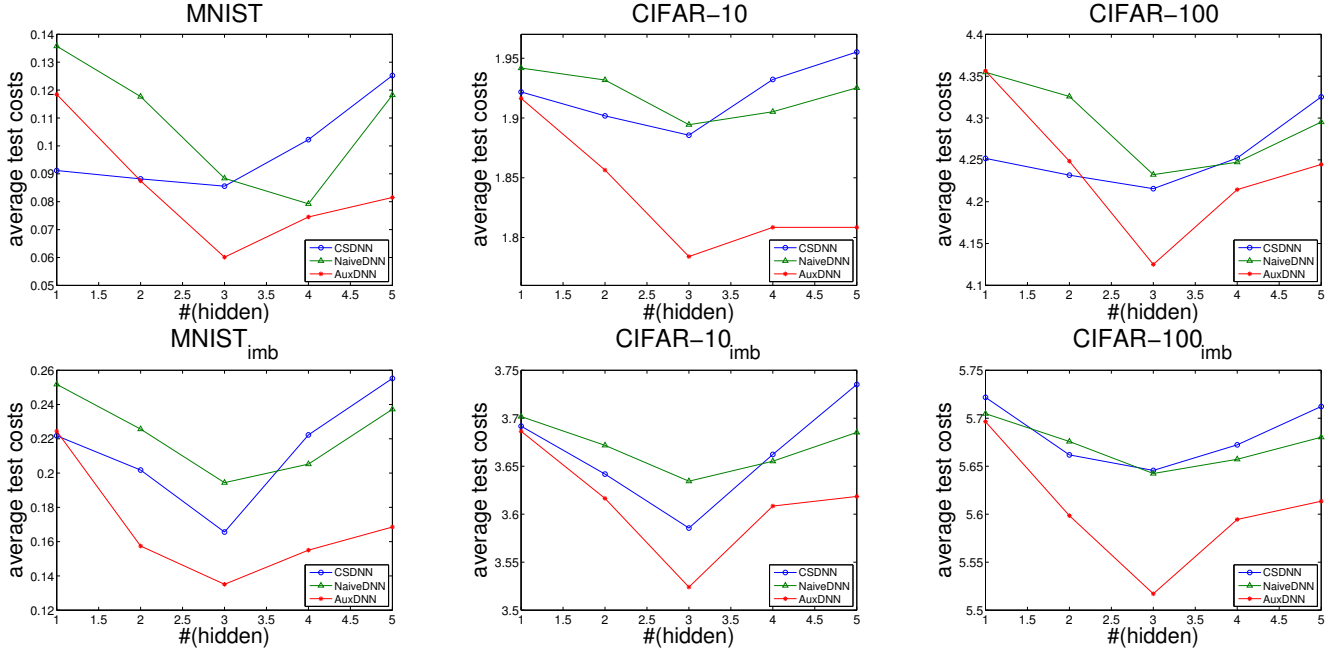 MNIST
average test costs
0.14
0.13
0.12
0.11
0.1
0.09
0.08
0.07
0.06
0.05
1 1.5 2 2.5 3 3.5 4 4.5 5
#(hidden)
CSDNN
NaiveDNN
AuxDNN
CIFAR−10
average test costs
1.95
1.9
1.85
1.8
1 1.5 2 2.5 3 3.5 4 4.5 5
#(hidden)
CSDNN
NaiveDNN
AuxDNN
CIFAR−100
average test costs
4.4
4.35
4.3
4.25
4.2
4.15
4.1
1 1.5 2 2.5 3 3.5 4 4.5 5
#(hidden)
CSDNN
NaiveDNN
AuxDNN
MNIST imb
average test costs
0.26
0.24
0.22
0.2
0.18
0.16
0.14
0.12
1 1.5 2 2.5 3 3.5 4 4.5 5
#(hidden)
CSDNN
NaiveDNN
AuxDNN
CIFAR−10 imb
average test costs
3.75
3.7
3.65
3.6
3.55
3.5
1 1.5 2 2.5 3 3.5 4 4.5 5
#(hidden)
CSDNN
NaiveDNN
AuxDNN
CIFAR−100 imb
average test costs
5.75
5.7
5.65
5.6
5.55
5.5
1 1.5 2 2.5 3 3.5 4 4.5 5
#(hidden)
CSDNN
NaiveDNN
AuxDNN